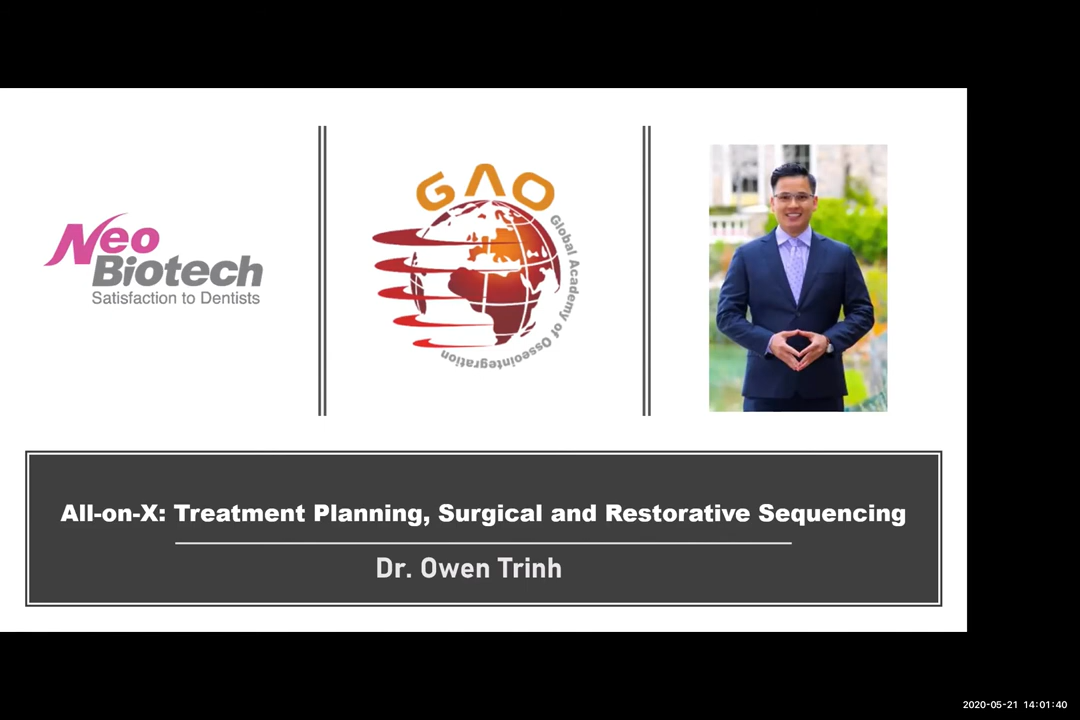 Neo
Biotech
Satisfaction to Dentists
GAO
Global Academy of Osseointegration
All-on-X: Treatment Planning, Surgical and Restorative Sequencing
Dr. Owen Trinh
2020-05-21 14:01:40